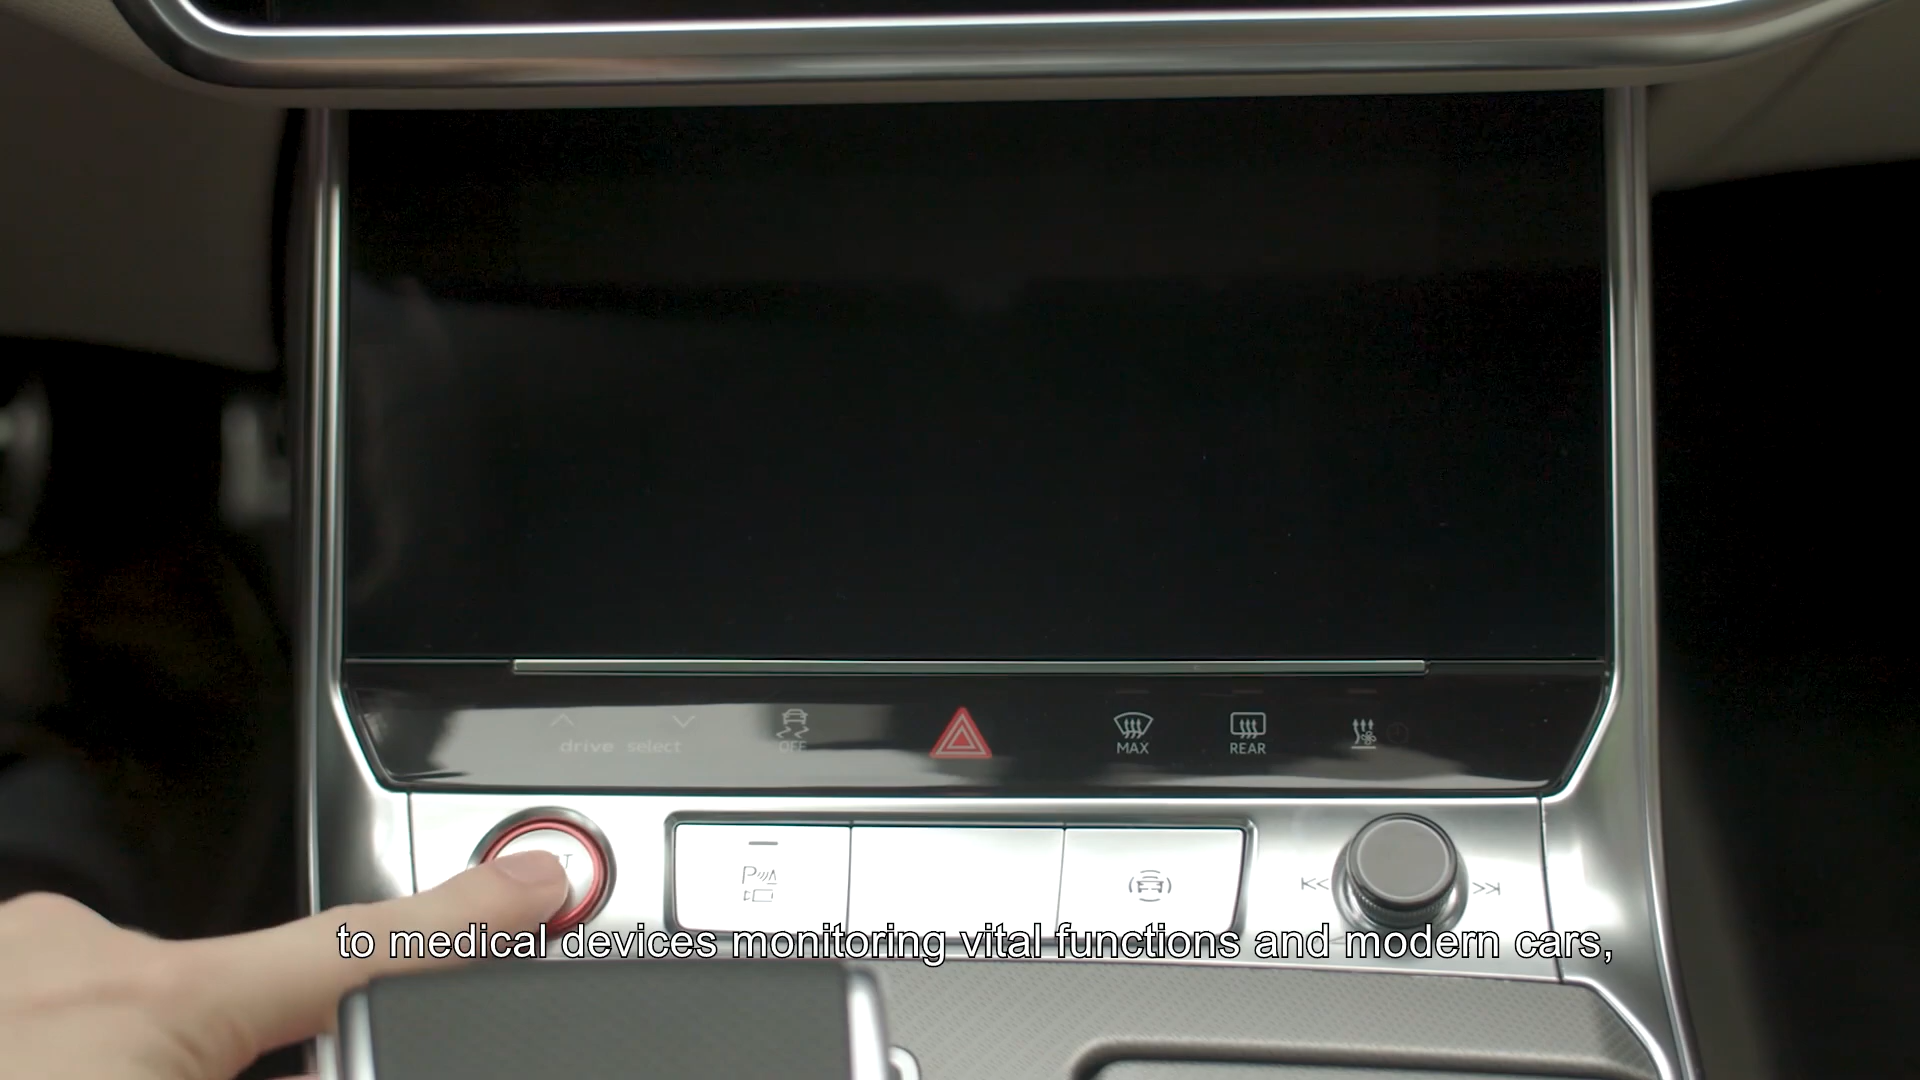 drive select
OFF
MAX
REAR
P
to medical devices monitoring vital functions and modern cars,